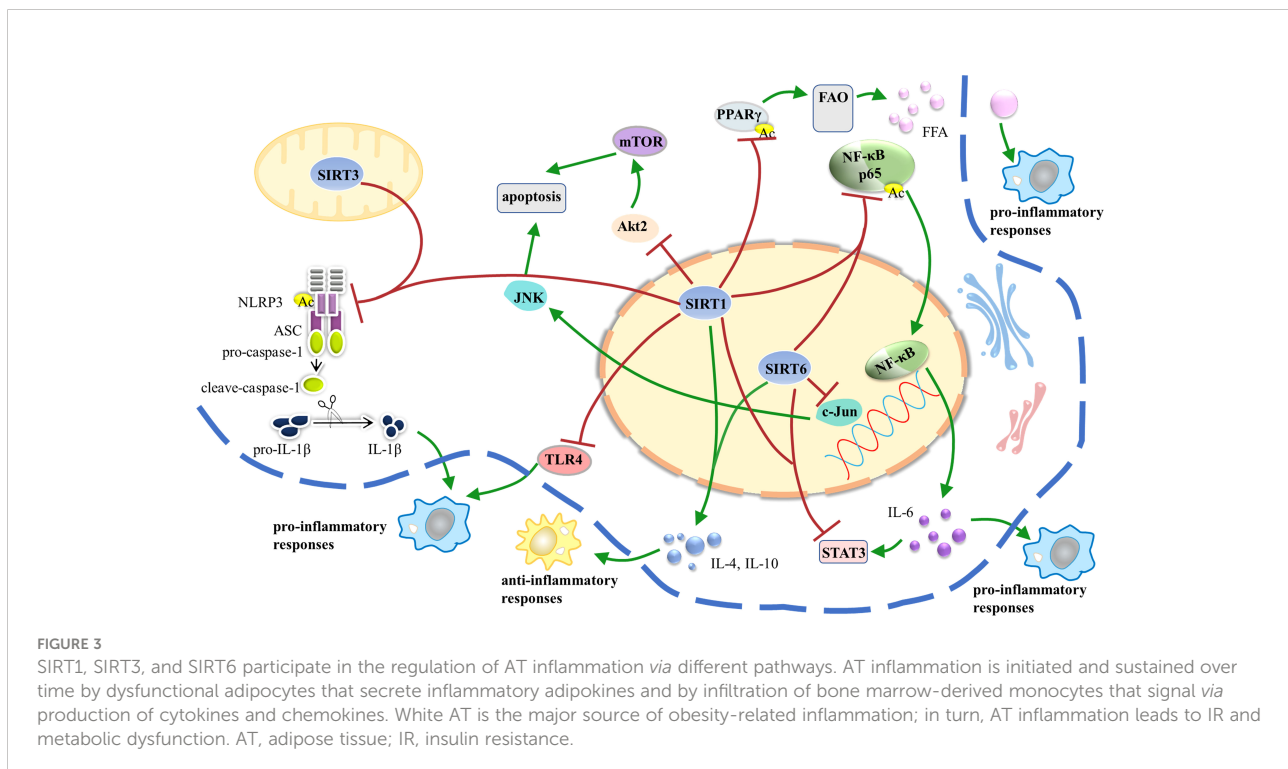 PPARγ
Ac
FAO
FFA
mTOR
NF-κB
p65
Ac
SIRT3
apoptosis
pro-inflammatory
responses
Akt2
NLRP3
Ac
ASC
pro-caspase-1
JNK
SIRT1
cleave-caspase-1
SIRT6
NF-κB
c-Jun
pro-IL-1β
IL-1β
TLR4
pro-inflammatory
responses
IL-6
STAT3
IL-4, IL-10
anti-inflammatory
responses
pro-inflammatory
responses
FIGURE 3
SIRT1, SIRT3, and SIRT6 participate in the regulation of AT inflammation via different pathways. AT inflammation is initiated and sustained over
time by dysfunctional adipocytes that secrete inflammatory adipokines and by infiltration of bone marrow-derived monocytes that signal via
production of cytokines and chemokines. White AT is the major source of obesity-related inflammation; in turn, AT inflammation leads to IR and
metabolic dysfunction. AT, adipose tissue; IR, insulin resistance.